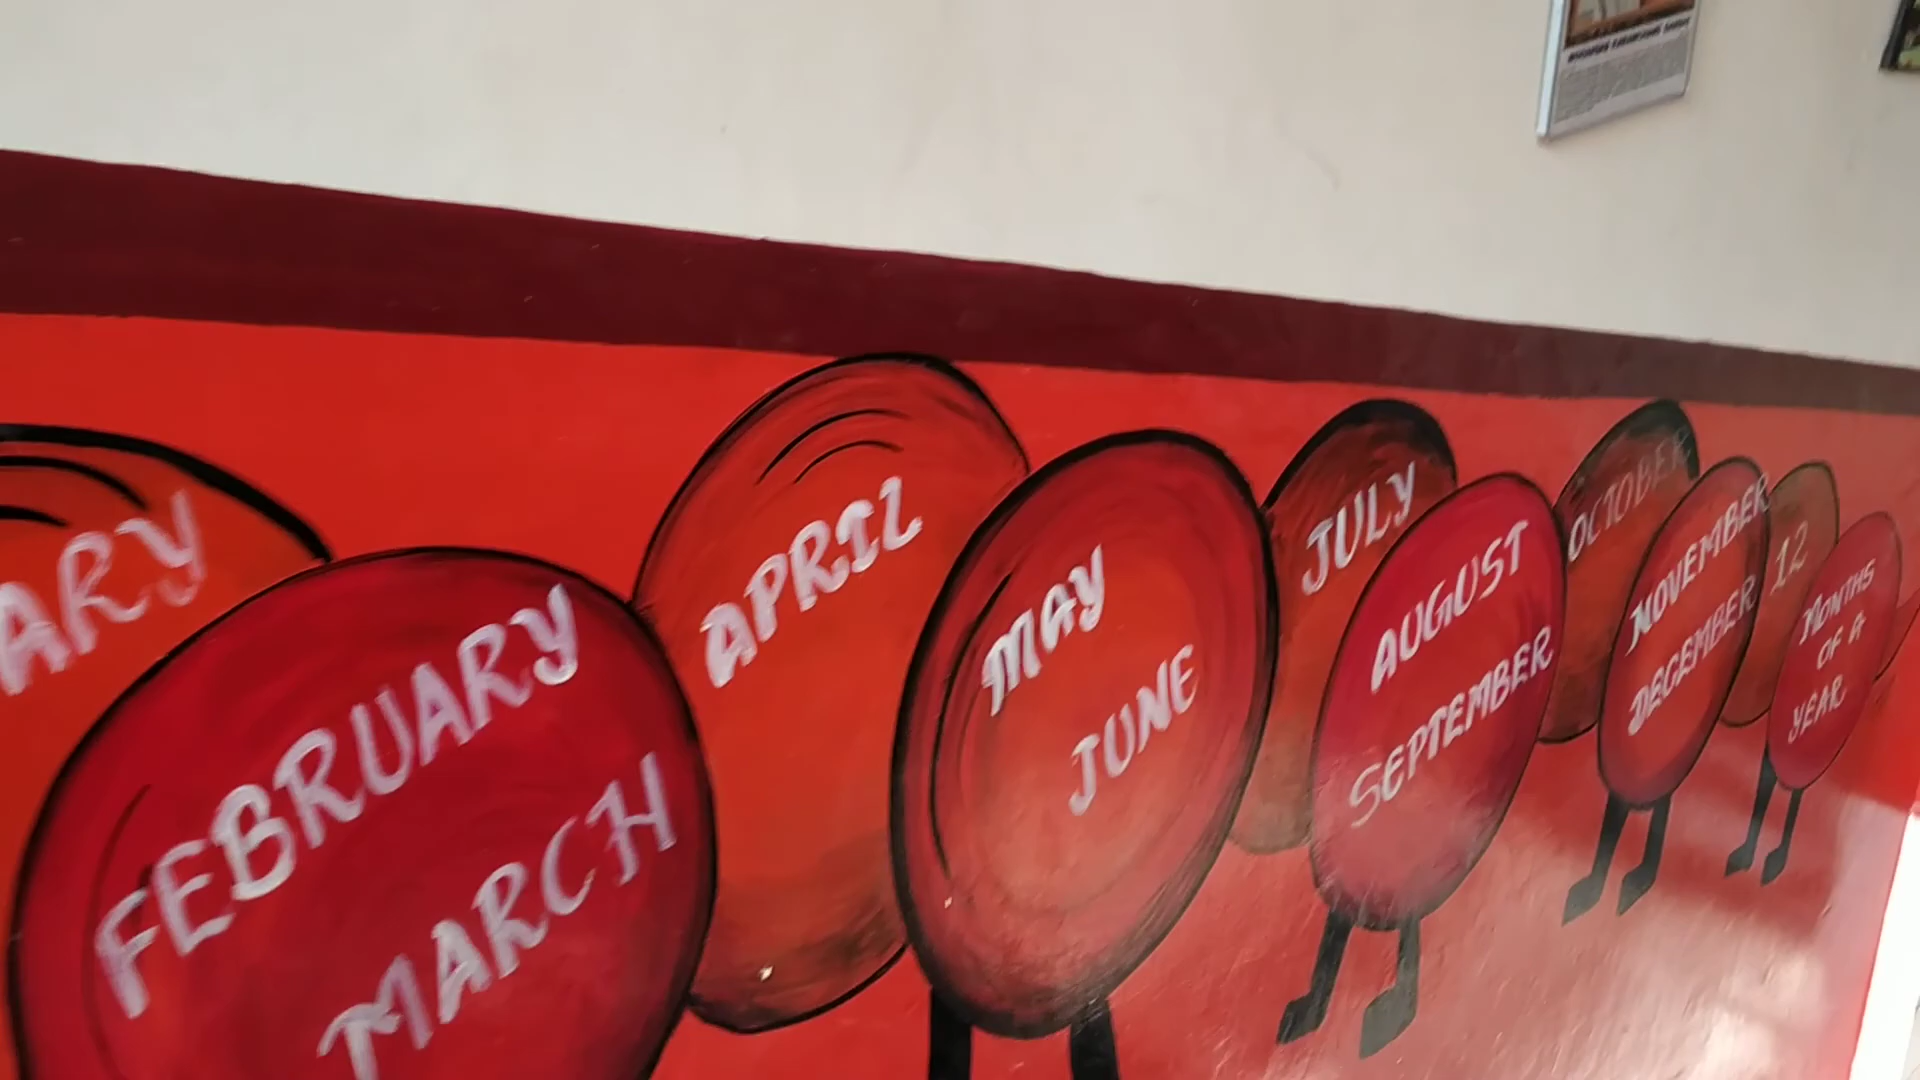 ARY
FEBRUARY
MARCH
APRIL
MAY
JUNE
JULY
AUGUST
SEPTEMBER
OCTOBER
NOVEMBER
DECEMBER
12
MONTHS
OF A
YEAR